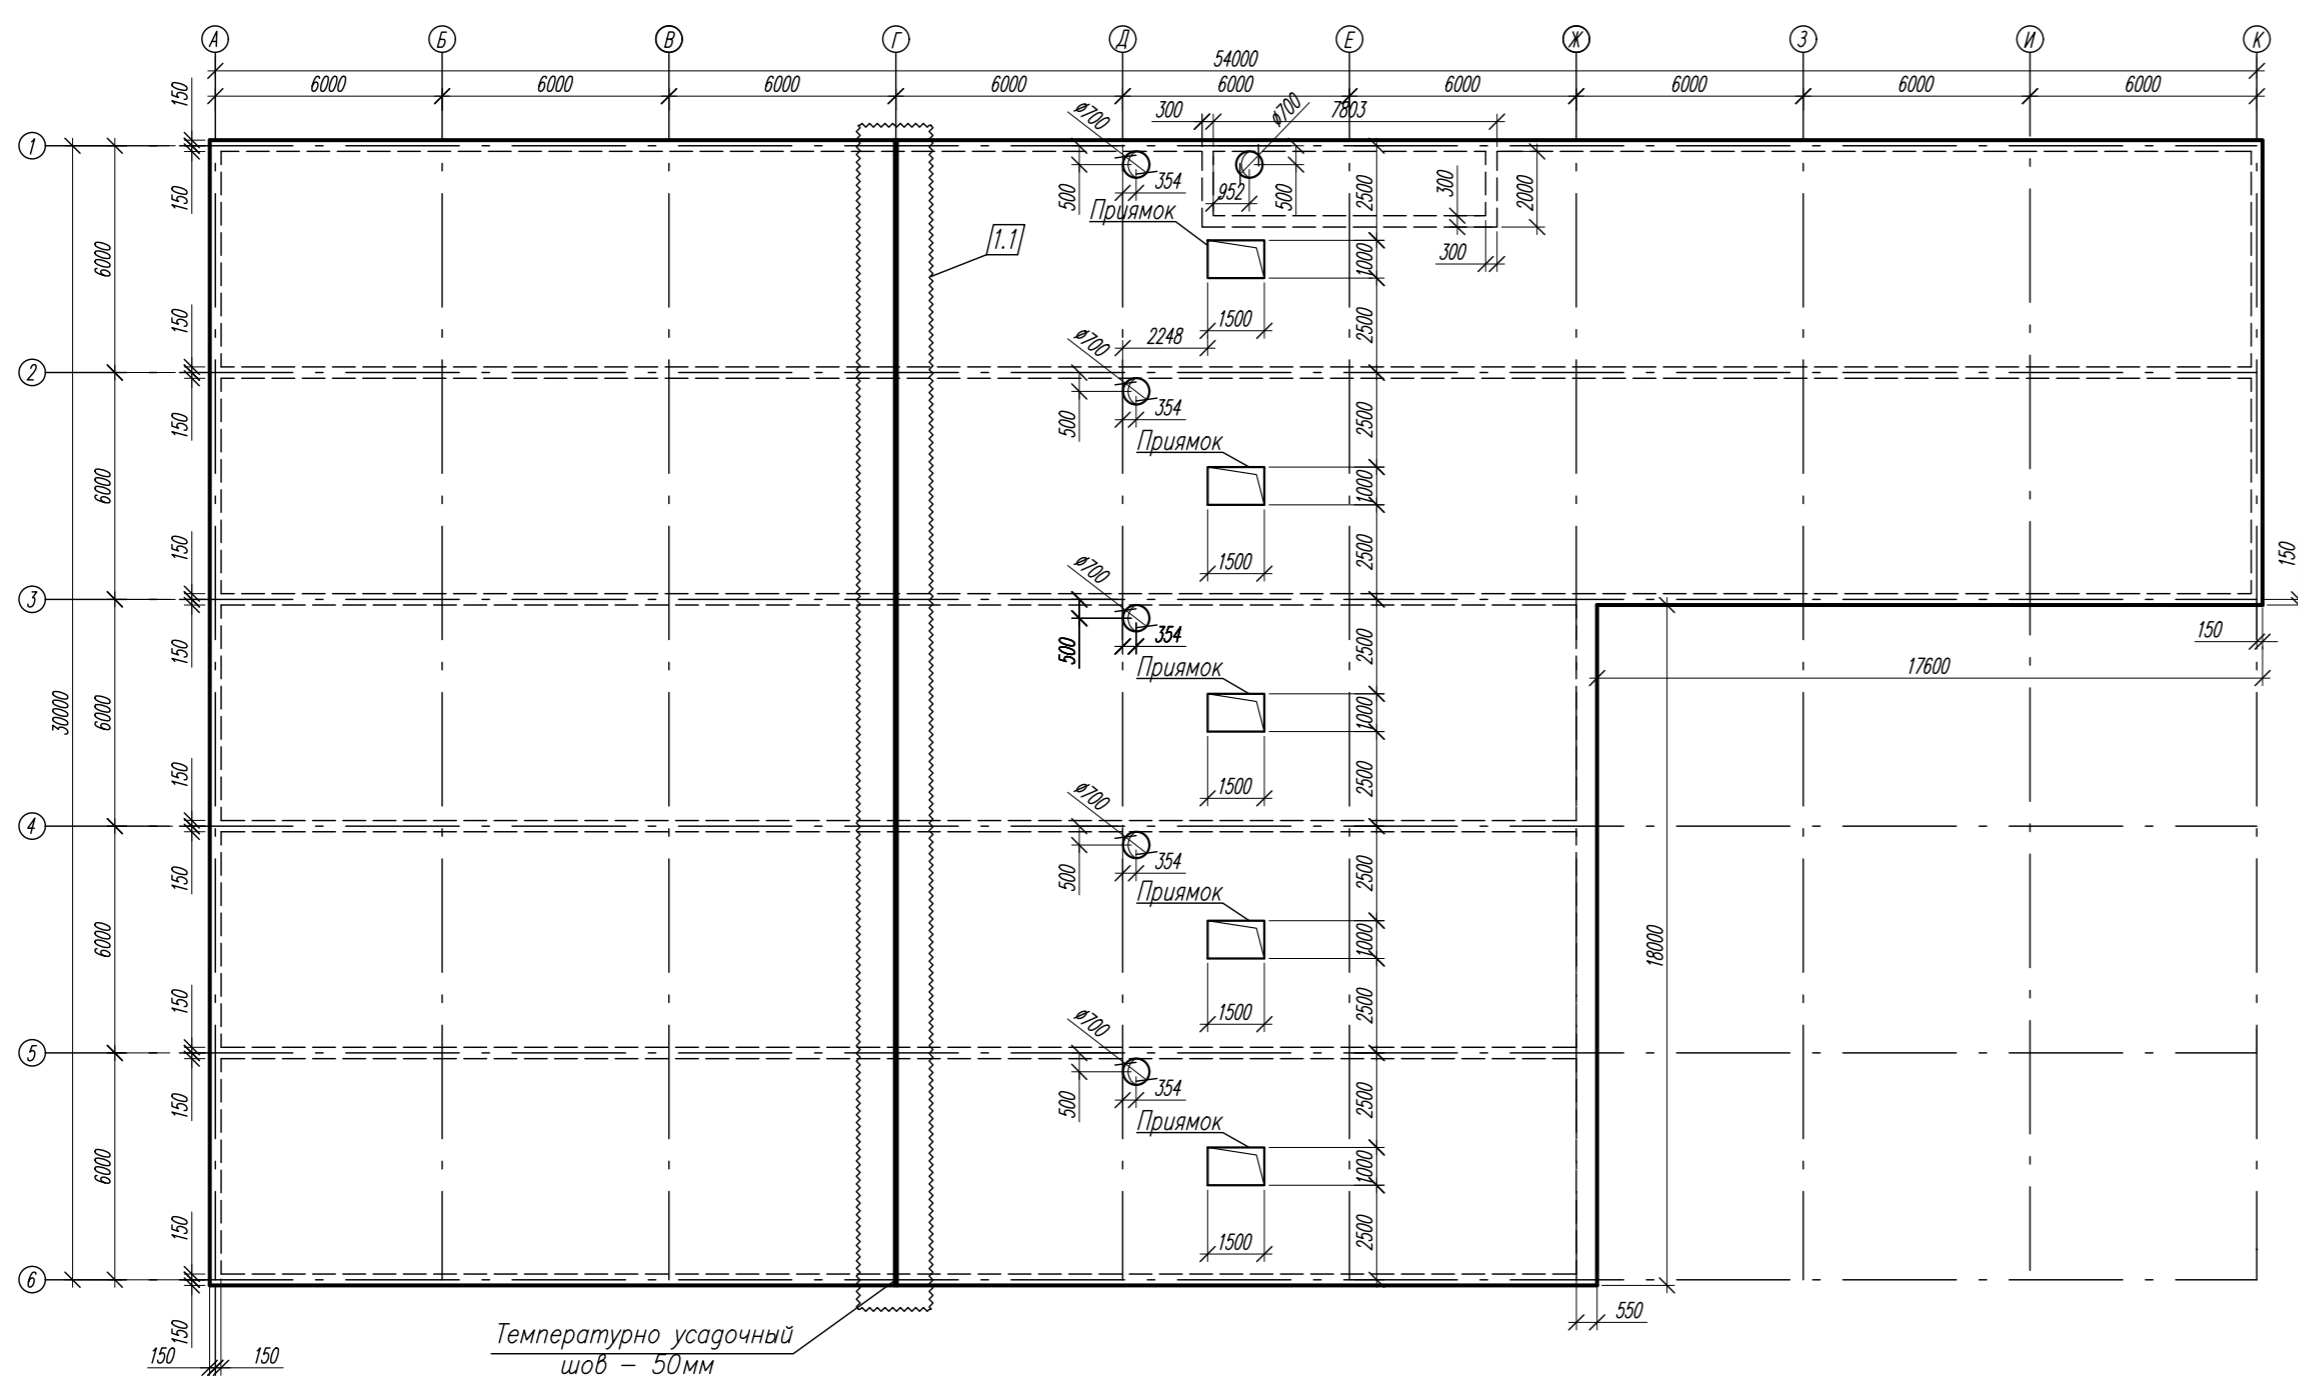 А Б В Г Д Е Ж З И К
54000
6000 6000 6000 6000 6000 6000 6000 6000 6000
150 300 7803
1
ø700 ø700
150 500 354 952 500 2500 300 2000
Приямок
1.1
6000 1000 300
1500
150 2500
2248
2
ø700
150 500 354 2500
Приямок
6000 1000
1500
150 2500 150
3
ø700
150 500 354 2500 150
Приямок
17600
30000 6000 1000
1500
150 2500
4
ø700
150 500 354 2500
Приямок
6000 1000 18000
1500
150 2500
5
ø700
150 500 354 2500
Приямок
6000 1000
1500
150 2500
6
550
150
Температурно усадочный
шов – 50мм
150 150